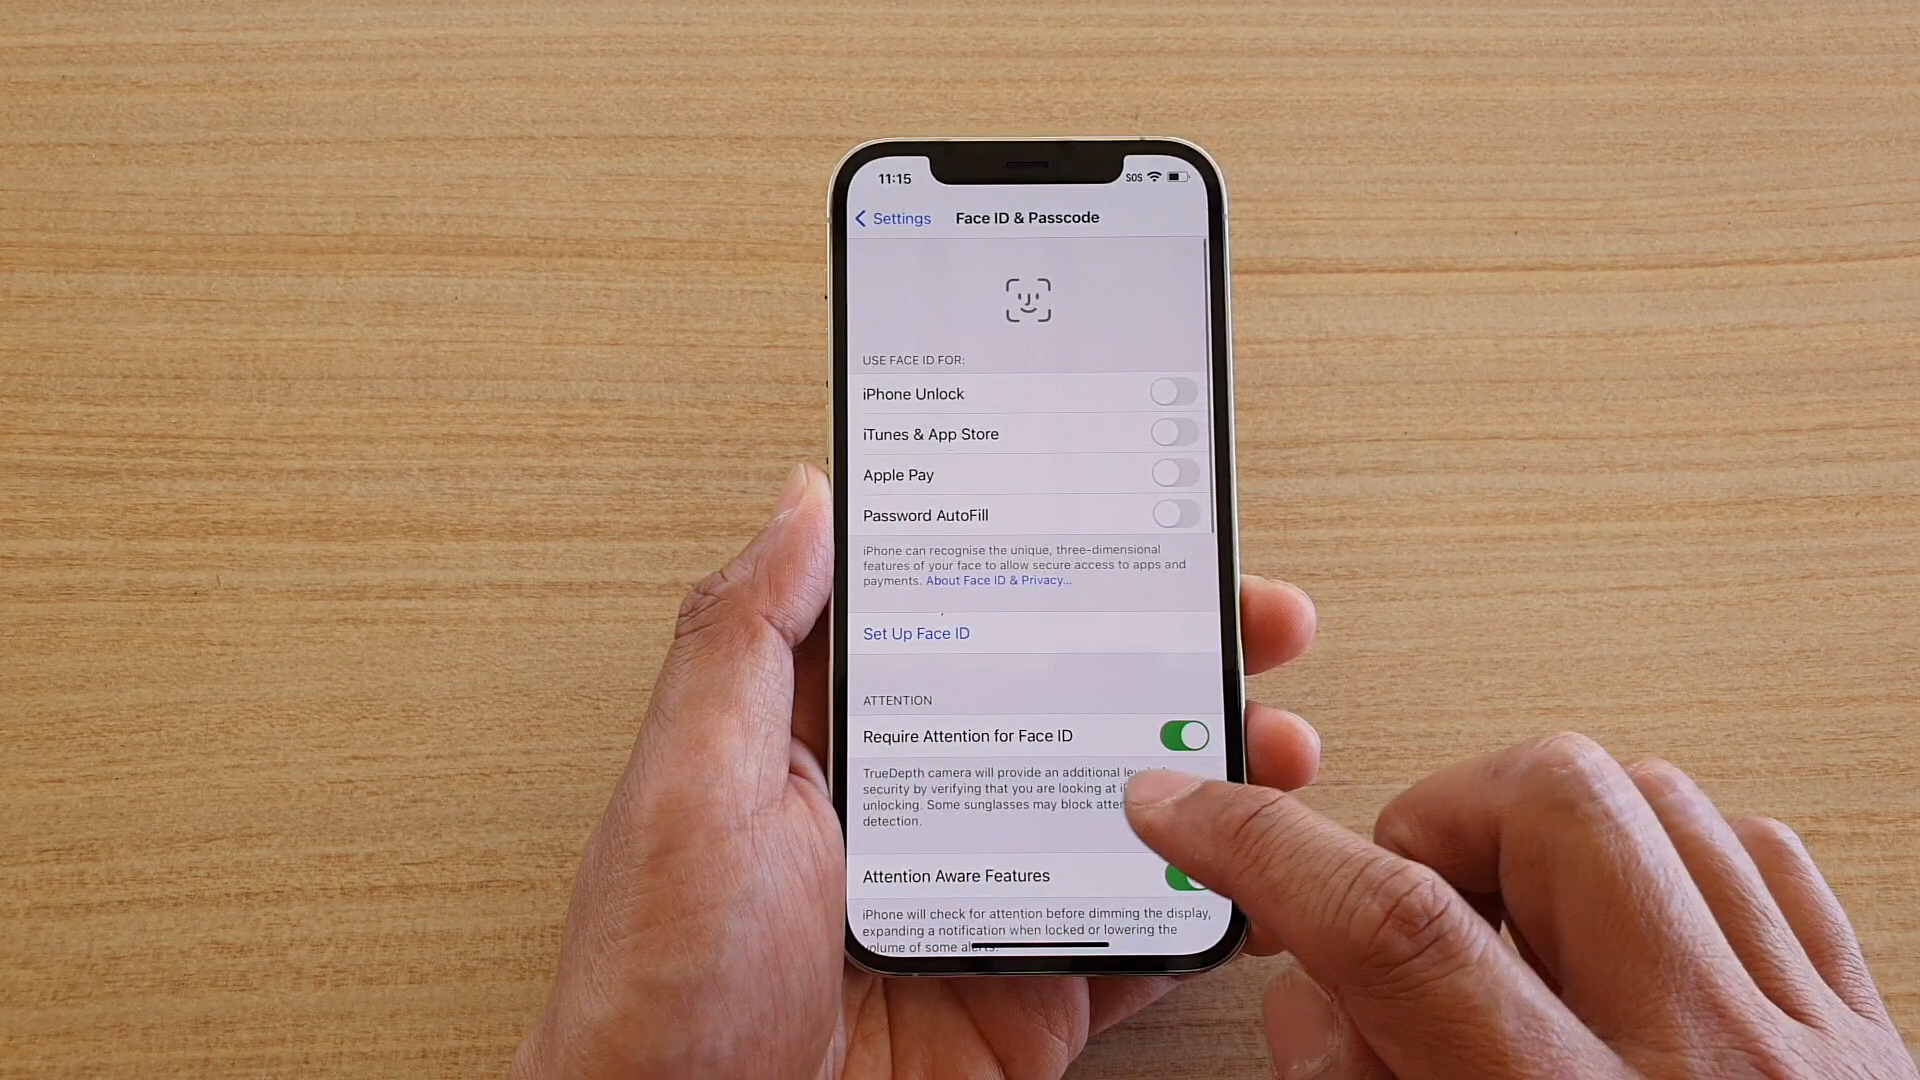 11:15
SOS
Settings
Face ID & Passcode
USE FACE ID FOR:
iPhone Unlock
iTunes & App Store
Apple Pay
Password AutoFill
iPhone can recognise the unique, three-dimensional
features of your face to allow secure access to apps and
payments. About Face ID & Privacy...
Set Up Face ID
ATTENTION
Require Attention for Face ID
TrueDepth camera will provide an additional
security by verifying that you are looking at
unlocking. Some sunglasses may block
detection.
Attention Aware Features
iPhone will check for attention before dimming the display,
expanding a notification when locked or lowering the
volume of some alerts.